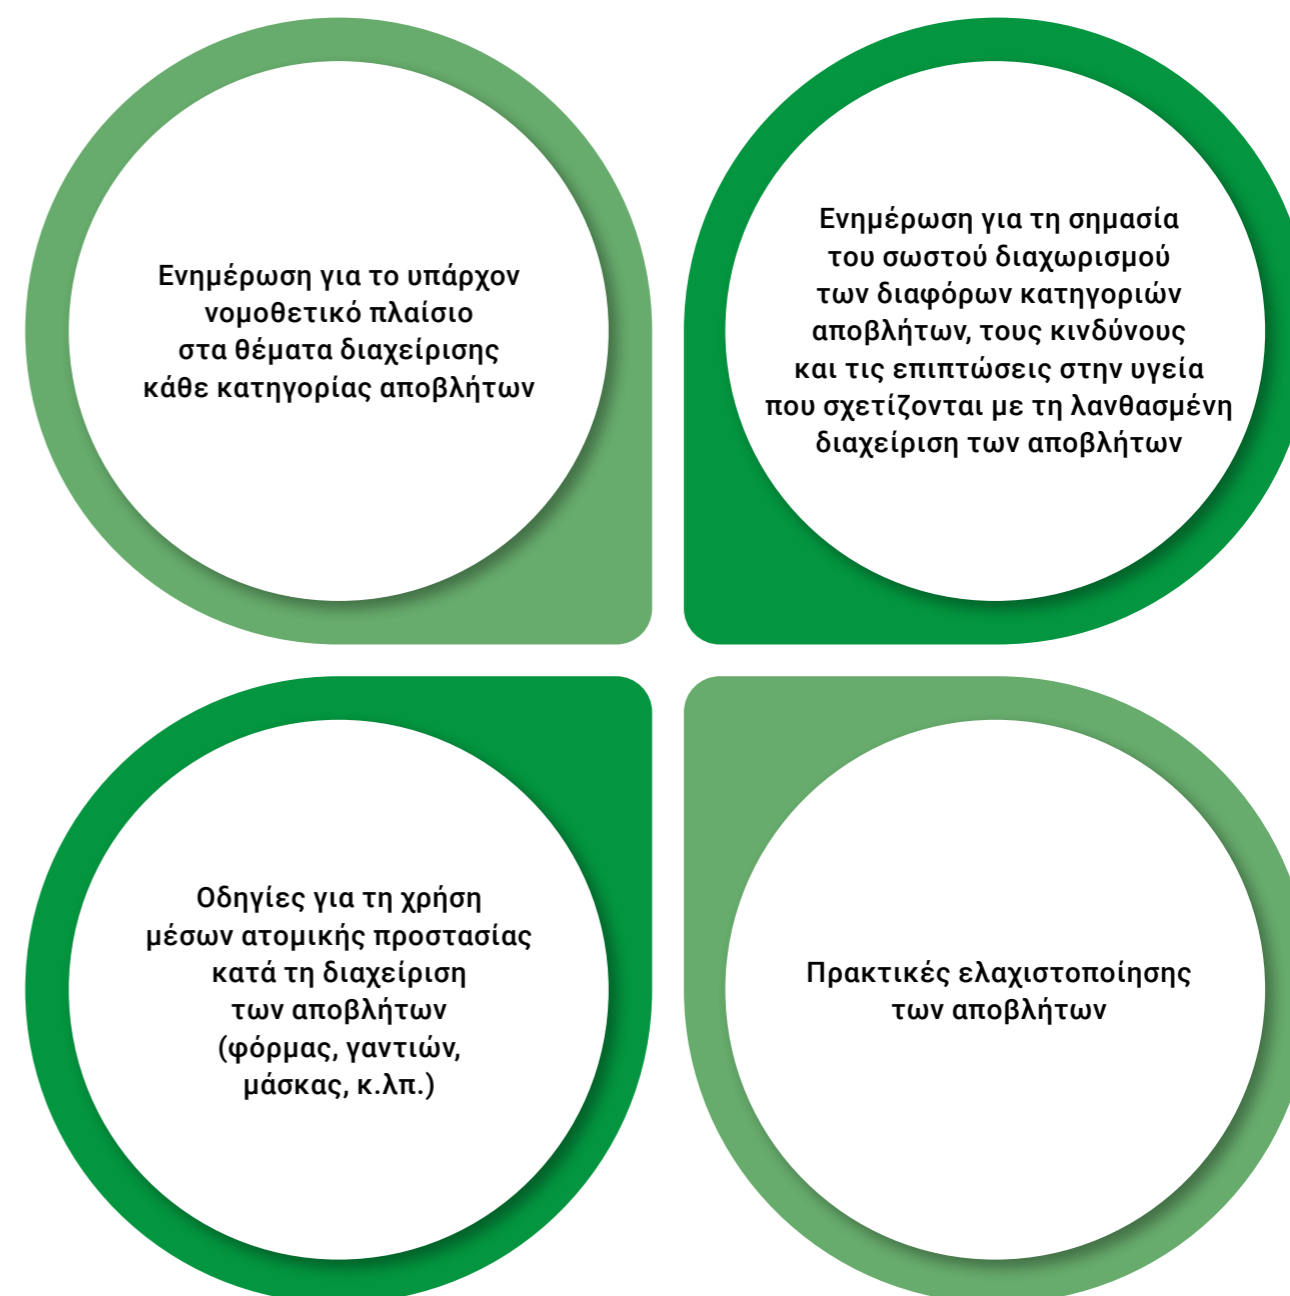 Ενημέρωση για το υπάρχον
νομοθετικό πλαίσιο
στα θέματα διαχείρισης
κάθε κατηγορίας αποβλήτων
Ενημέρωση για τη σημασία
του σωστού διαχωρισμού
των διαφόρων κατηγοριών
αποβλήτων, τους κινδύνους
και τις επιπτώσεις στην υγεία
που σχετίζονται με τη λανθασμένη
διαχείριση των αποβλήτων
Οδηγίες για τη χρήση
μέσων ατομικής προστασίας
κατά τη διαχείριση
των αποβλήτων
(φόρμας, γαντιών,
μάσκας, κ.λπ.)
Πρακτικές ελαχιστοποίησης
των αποβλήτων